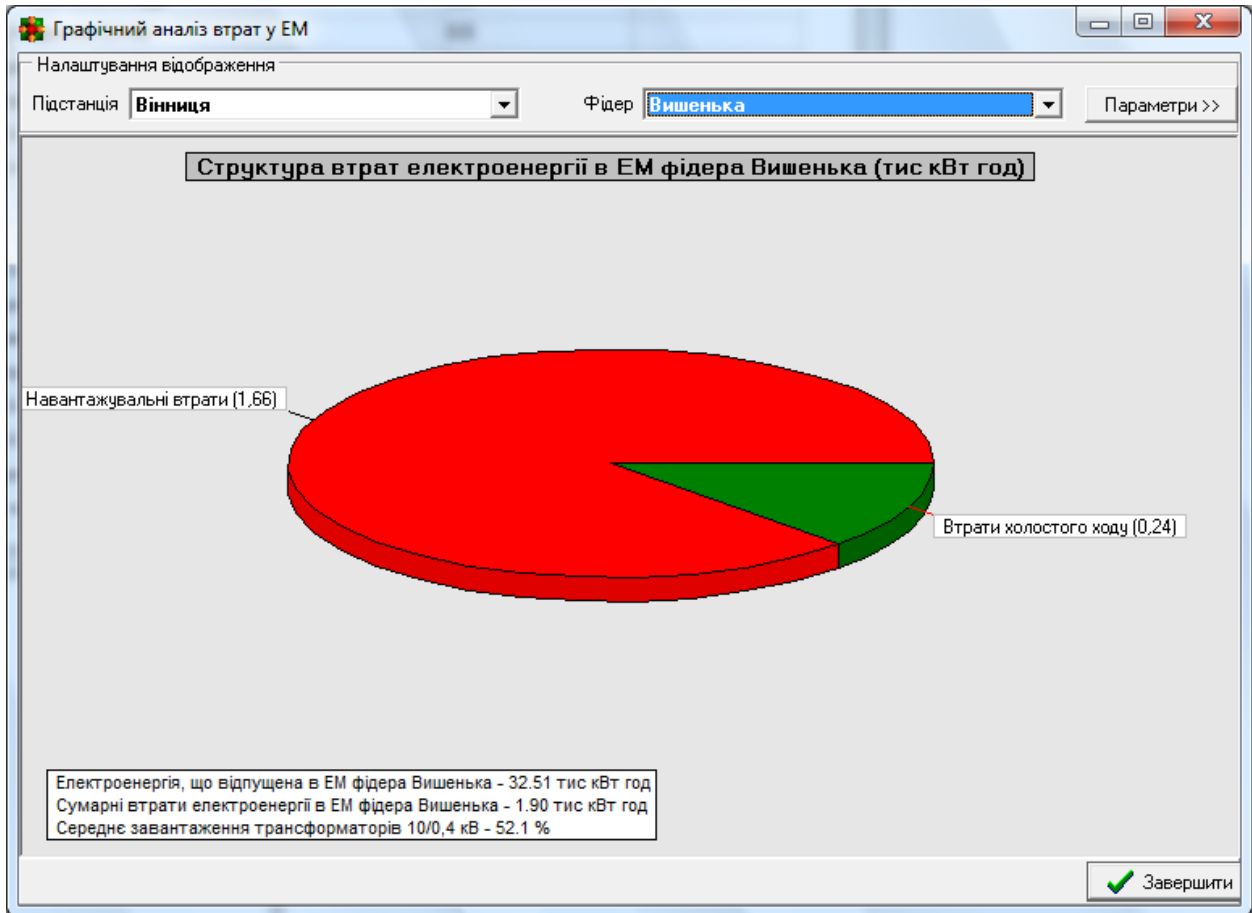 Графічний аналіз втрат у ЕМ
Налаштування відображення
Підстанція Вінниця Фідер Вишенька Параметри >>
Структура втрат електроенергії в ЕМ фідера Вишенька (тис кВт год)
Навантажувальні втрати (1,66)
Втрати холостого ходу (0,24)
Електроенергія, що відпущена в ЕМ фідера Вишенька - 32.51 тис кВт год
Сумарні втрати електроенергії в ЕМ фідера Вишенька - 1.90 тис кВт год
Середнє завантаження трансформаторів 10/0,4 кВ - 52.1 %
Завершити